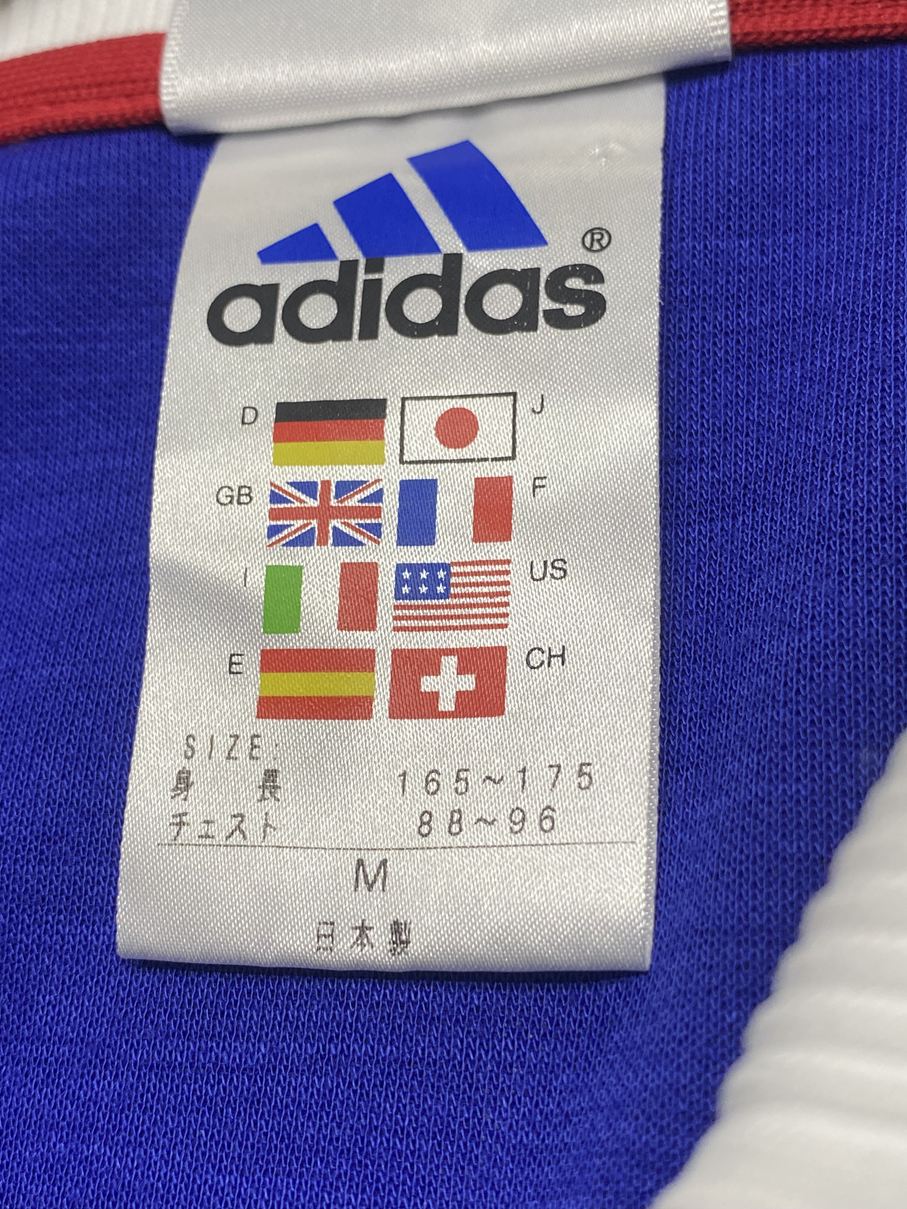 adidas®
D J
GB F
I US
E CH
SIZE
身 長 165~175
チェスト 88~96
M
日本製